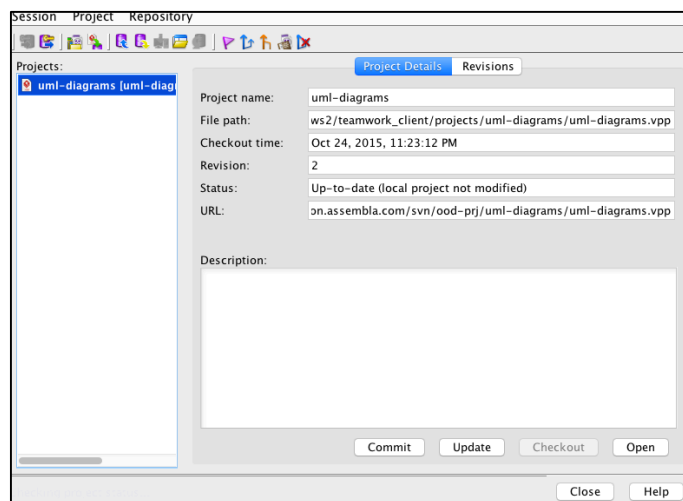 Session Project Repository
Projects:
uml-diagrams [uml-diag
Project Details Revisions
Project name: uml-diagrams
File path: ws2/teamwork_client/projects/uml-diagrams/uml-diagrams.vpp
Checkout time: Oct 24, 2015, 11:23:12 PM
Revision: 2
Status: Up-to-date (local project not modified)
URL: on.assembla.com/svn/ood-prj/uml-diagrams/uml-diagrams.vpp
Description:
Commit Update Checkout Open
Close Help